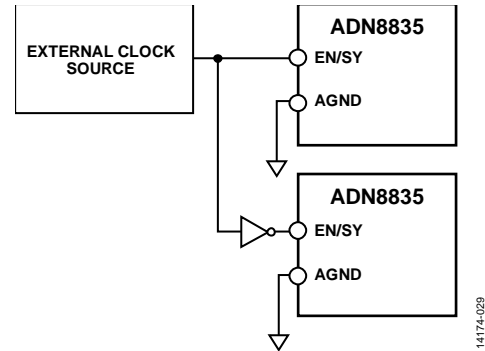 EXTERNAL CLOCK
SOURCE
ADN8835
EN/SY
AGND
ADN8835
EN/SY
AGND
14174-029